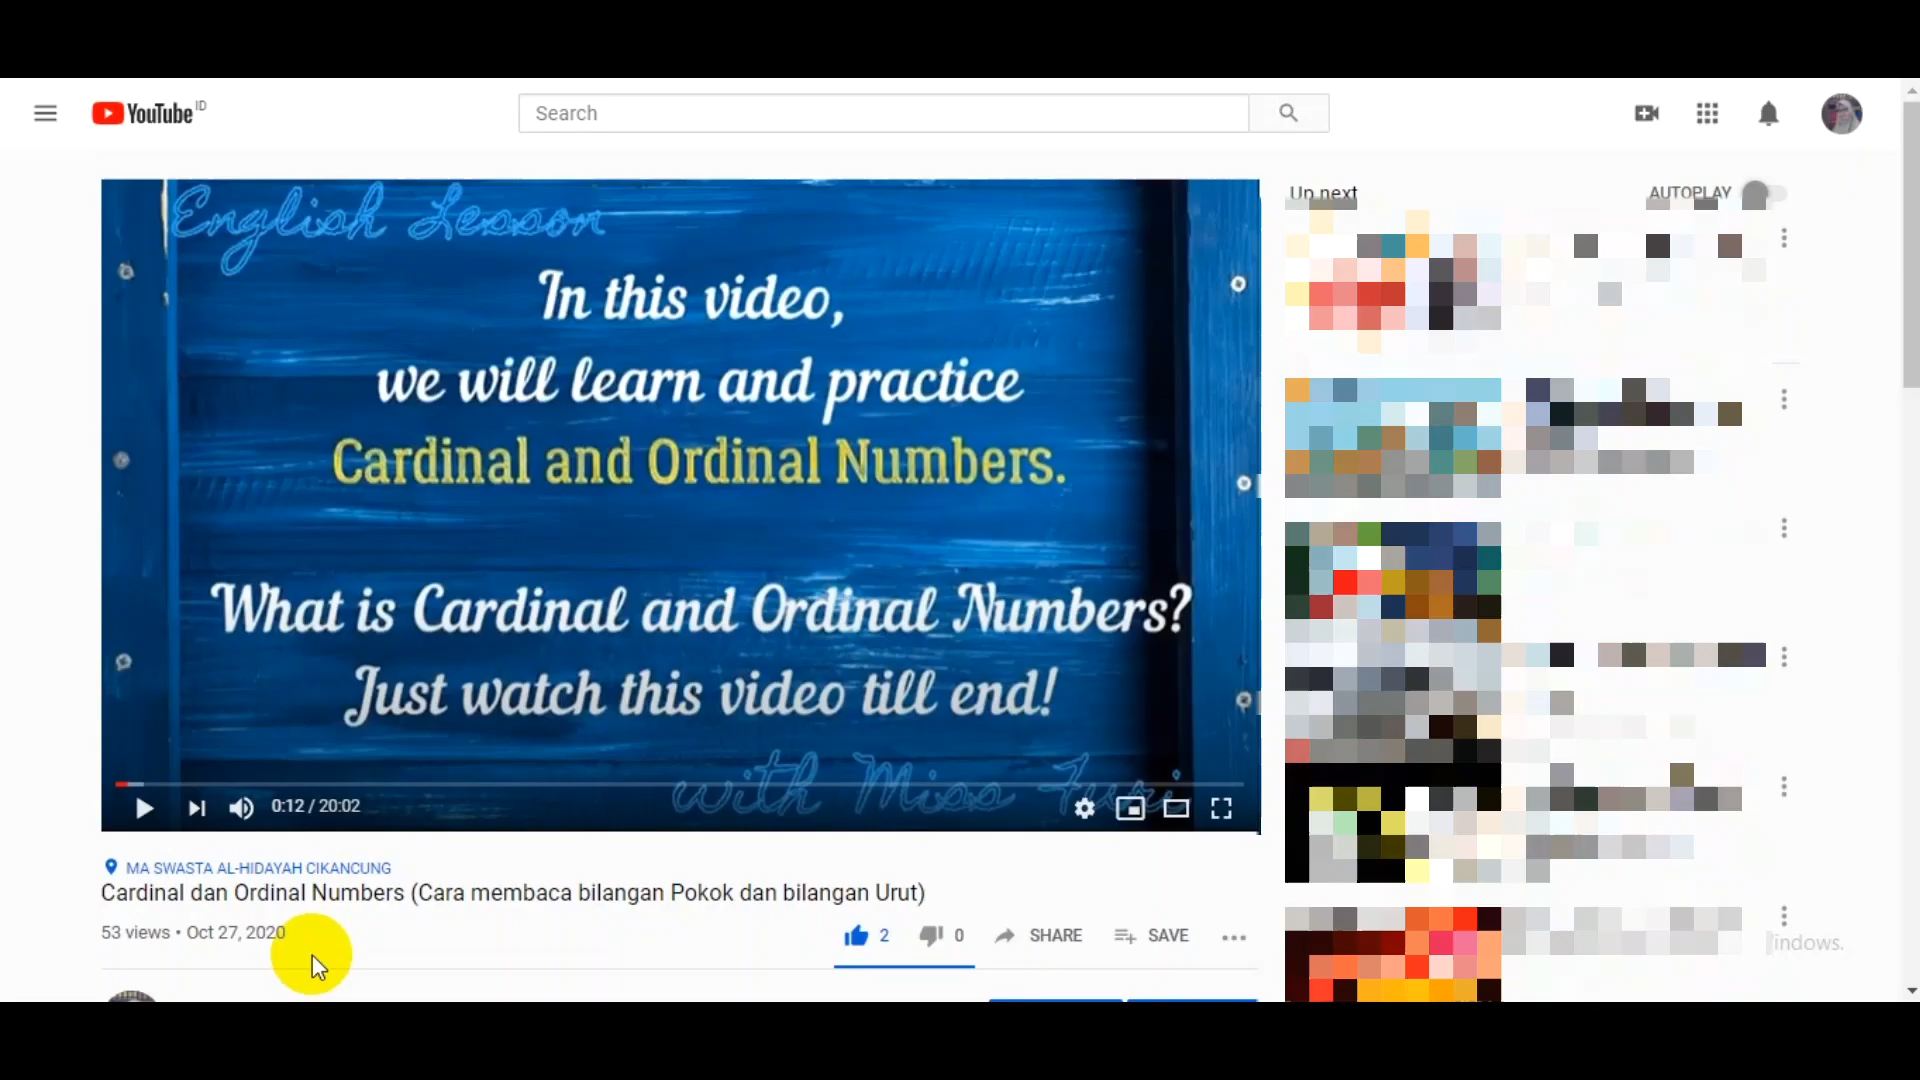 YouTube ID
Search
English Lesson
In this video,
we will learn and practice
Cardinal and Ordinal Numbers.
What is Cardinal and Ordinal Numbers?
Just watch this video till end!
with Miss Furi
0:12 / 20:02
Up next
AUTOPLAY
MA SWASTA AL-HIDAYAH CIKANCUNG
Cardinal dan Ordinal Numbers (Cara membaca bilangan Pokok dan bilangan Urut)
53 views • Oct 27, 2020
2
0
SHARE
SAVE
indows.